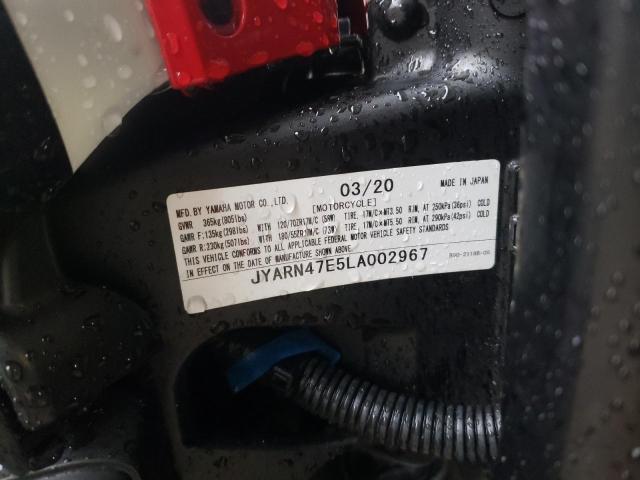 MFD. BY YAMAHA MOTOR CO.,LTD. 03/20 MADE IN JAPAN
GVWR 365kg(805lbs) [MOTORCYCLE]
GAWR F:135kg(298lbs) WITH 120/70ZR17M/C (58W) TIRE, 17M/C×MT3.50 RIM, AT 250kPa(36psi) COLD
GAWR R:230kg(507lbs) WITH 180/55ZR17M/C (73W) TIRE, 17M/C×MT5.50 RIM, AT 290kPa(42psi) COLD
THIS VEHICLE CONFORMS TO ALL APPLICABLE FEDERAL MOTOR VEHICLE SAFETY STANDARDS
IN EFFECT ON THE DATE OF MANUFACTURE SHOWN ABOVE.
JYARN47E5LA002967